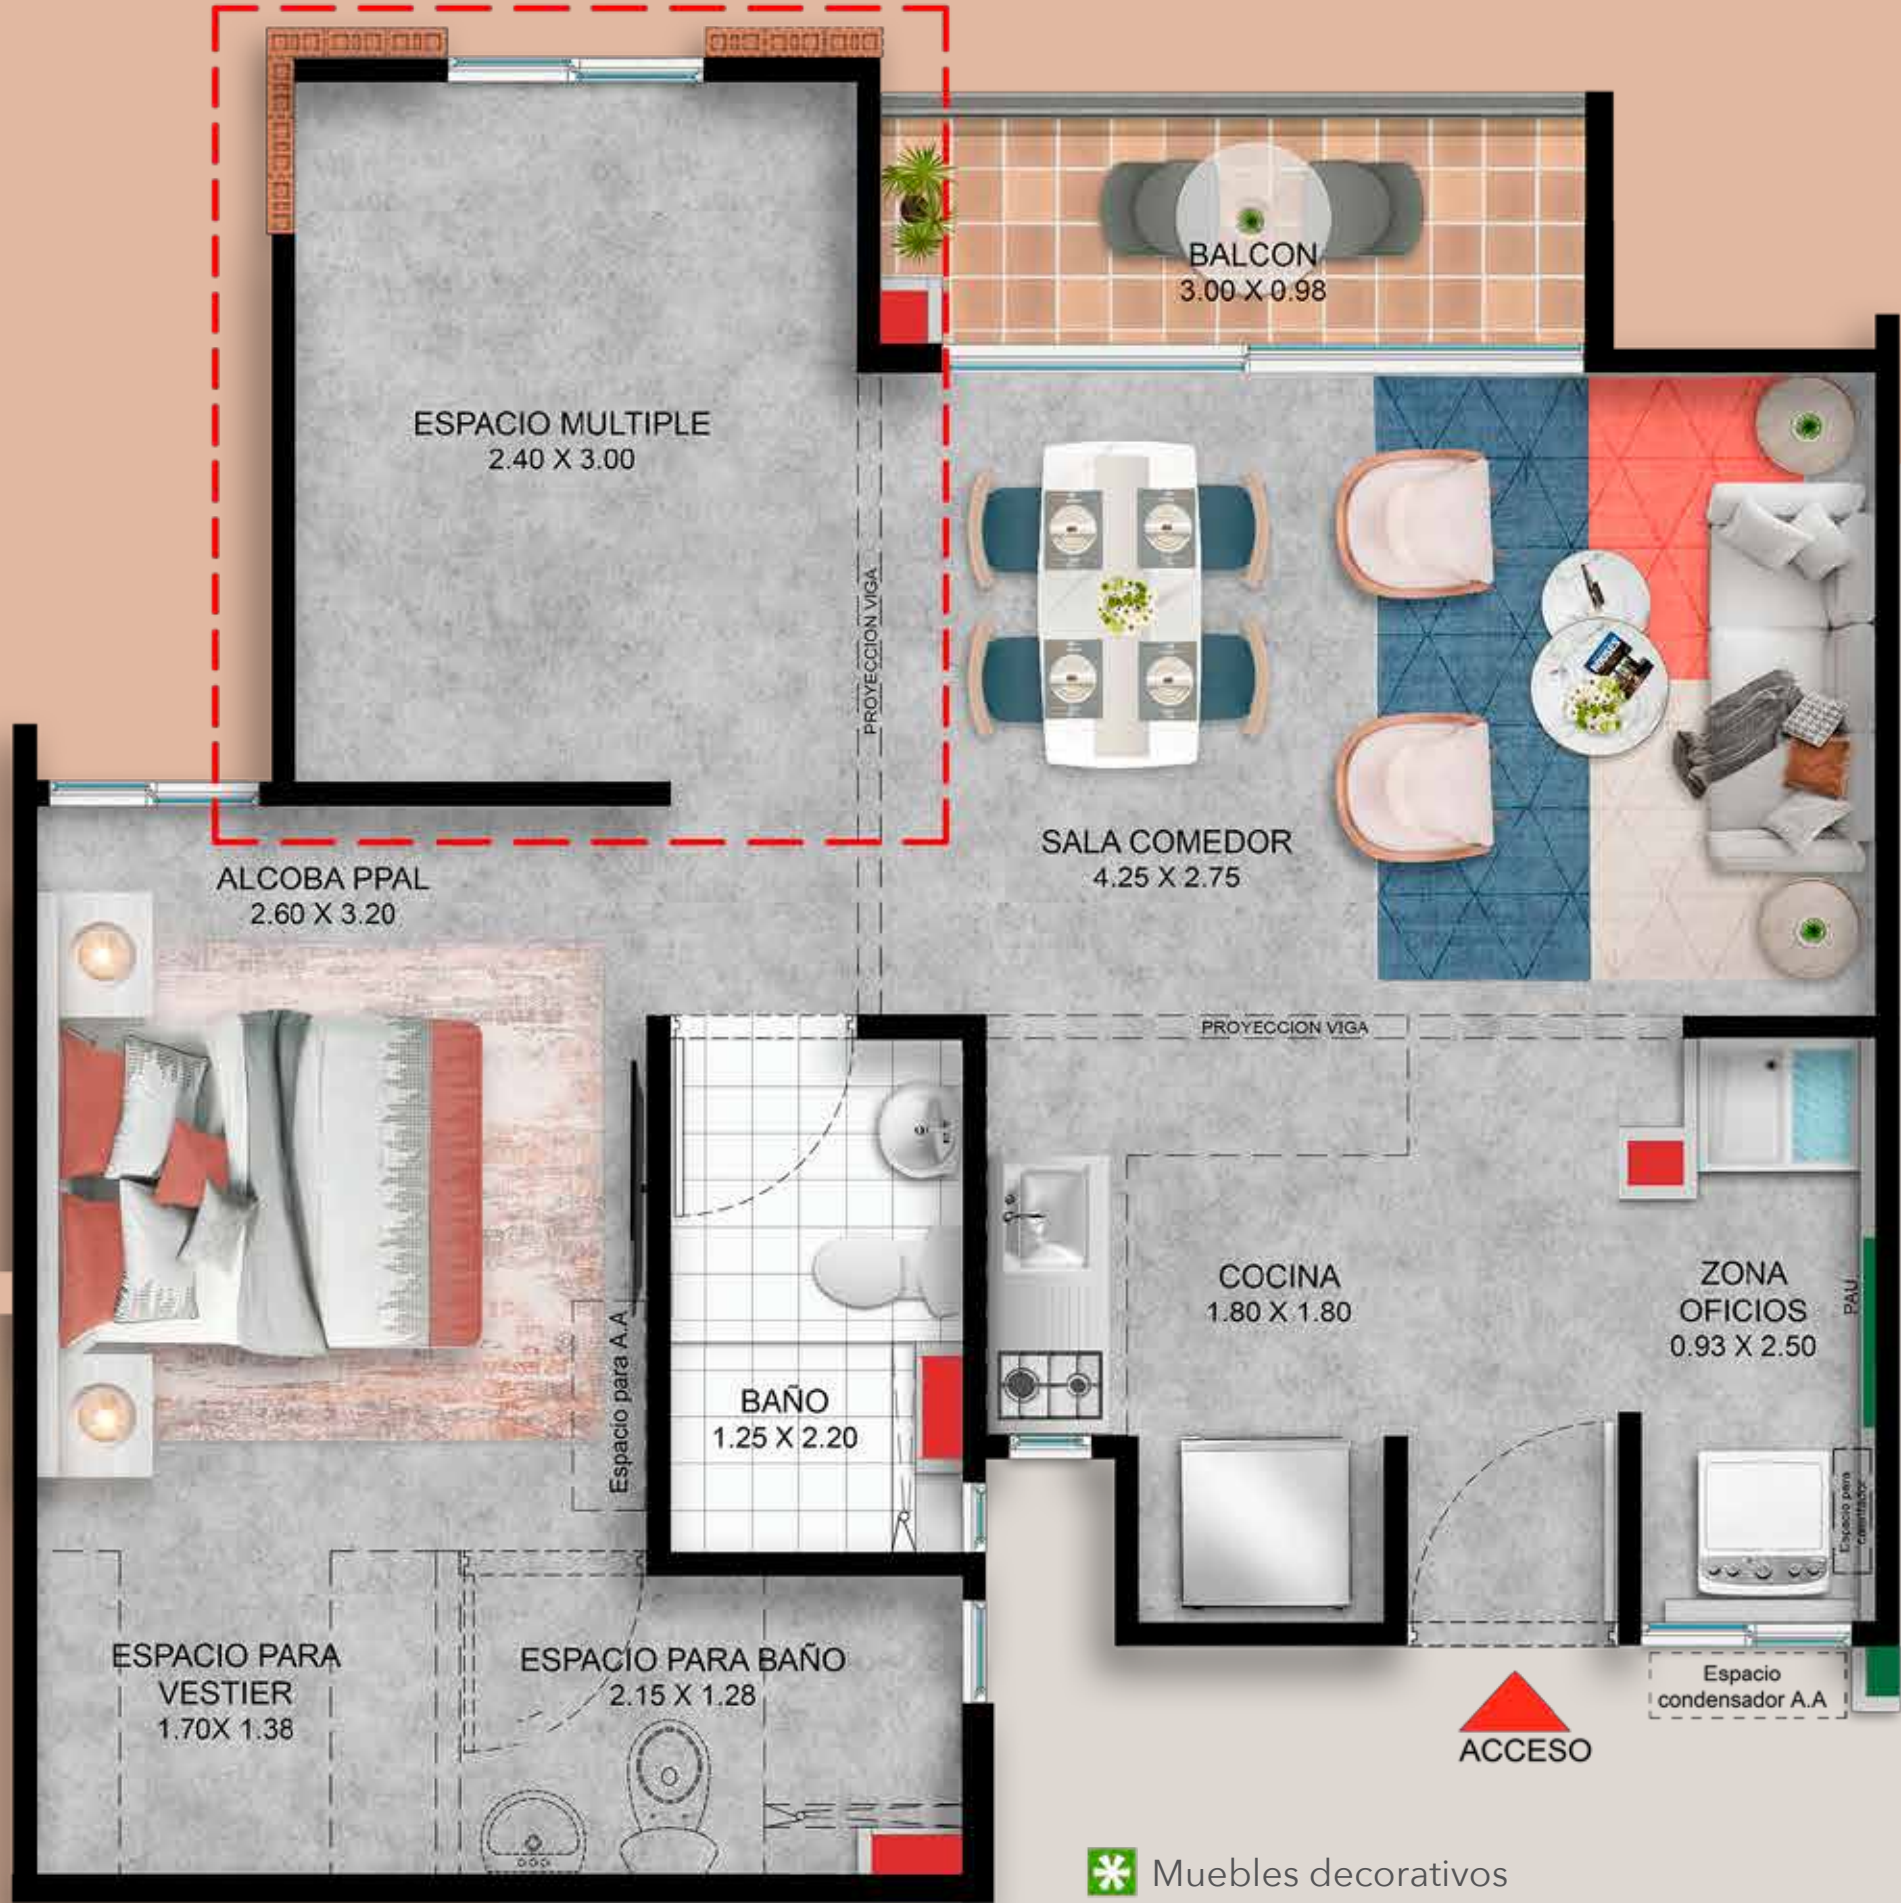 BALCON
3.00 X 0.98
ESPACIO MULTIPLE
2.40 X 3.00
PROYECCION VIGA
SALA COMEDOR
4.25 X 2.75
ALCOBA PPAL
2.60 X 3.20
PROYECCION VIGA
COCINA
1.80 X 1.80
ZONA
OFICIOS
0.93 X 2.50
PAU
Espacio para A.A
BAÑO
1.25 X 2.20
Espacio para
calentador
ESPACIO PARA
VESTIER
1.70X 1.38
ESPACIO PARA BAÑO
2.15 X 1.28
Espacio
condensador A.A
ACCESO
Muebles decorativos